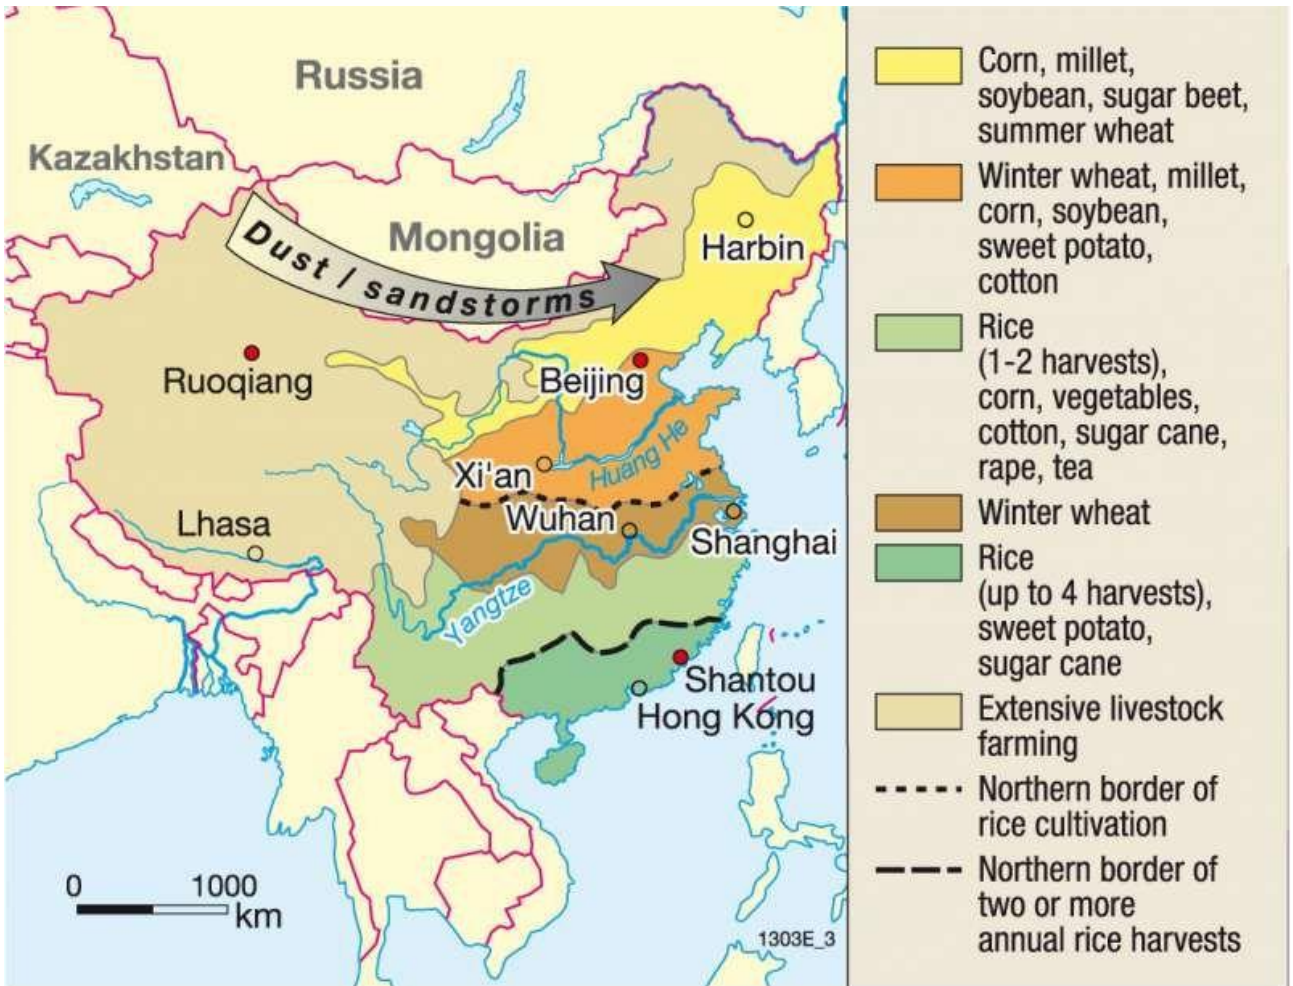 Russia
Kazakhstan
Mongolia
Dust / sandstorms
Harbin
Ruoqiang
Beijing
Huang He
Xi'an
Wuhan
Lhasa
Shanghai
Yangtze
Shantou
Hong Kong
0 1000
km
1303E_3
Corn, millet,
soybean, sugar beet,
summer wheat
Winter wheat, millet,
corn, soybean,
sweet potato,
cotton
Rice
(1-2 harvests),
corn, vegetables,
cotton, sugar cane,
rape, tea
Winter wheat
Rice
(up to 4 harvests),
sweet potato,
sugar cane
Extensive livestock
farming
Northern border of
rice cultivation
Northern border of
two or more
annual rice harvests